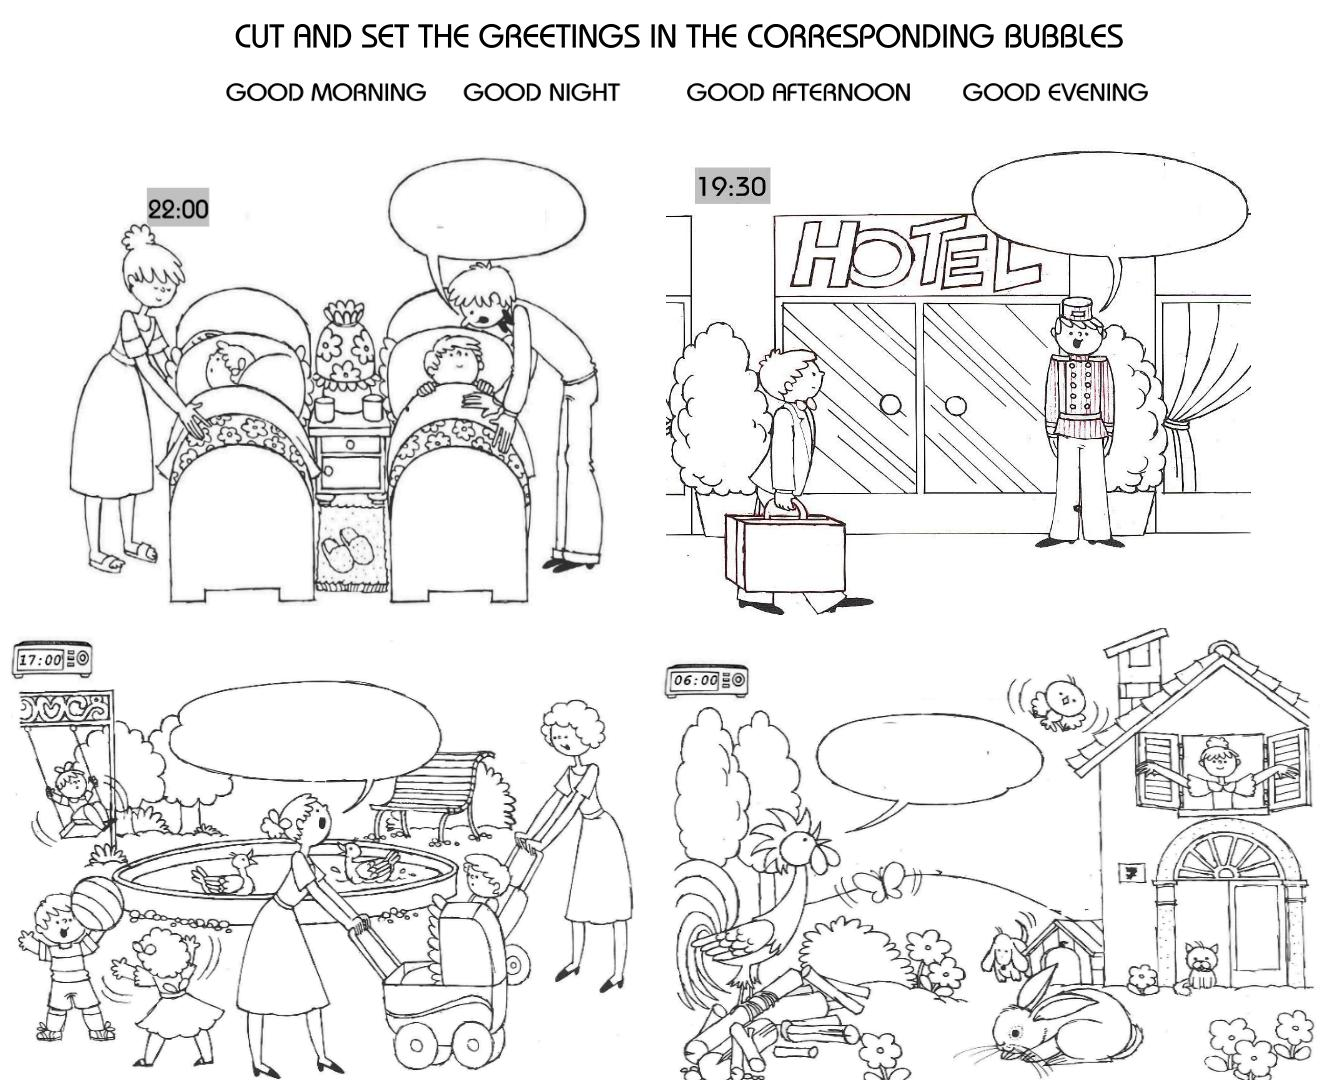 CUT AND SET THE GREETINGS IN THE CORRESPONDING BUBBLES
GOOD MORNING GOOD NIGHT GOOD AFTERNOON GOOD EVENING
22:00
19:30
HOTEL
17:00
06:00
7